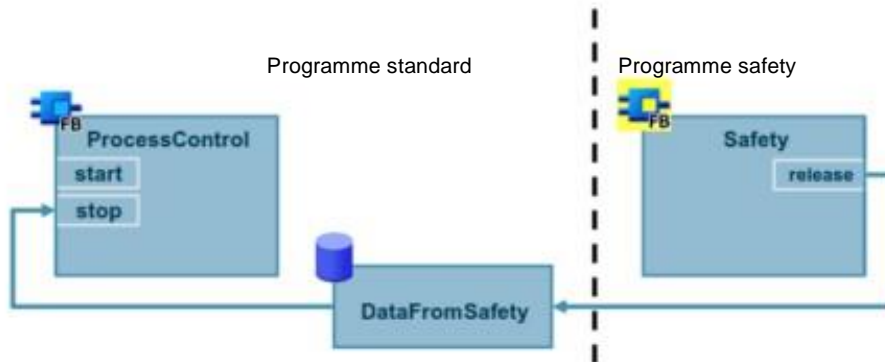 Programme standard
Programme safety
FB
ProcessControl
start
stop
FB
Safety
release
DataFromSafety